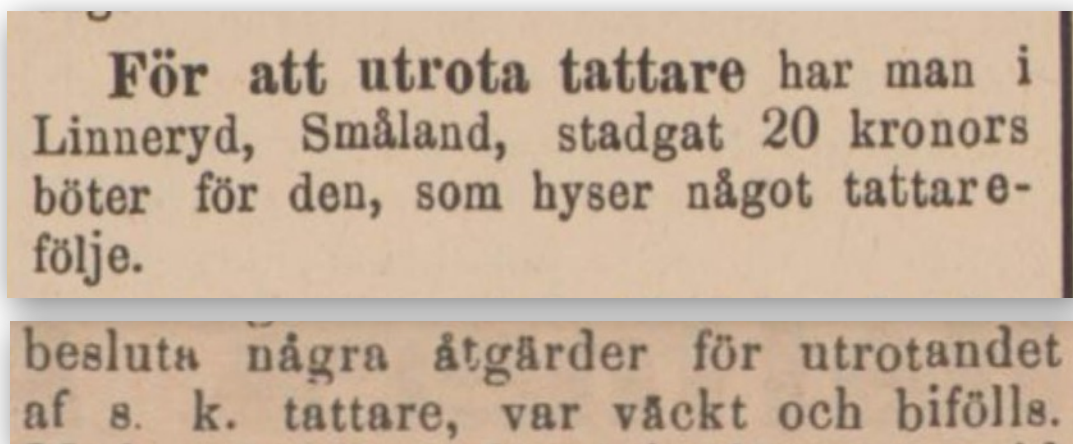 För att utrota tattare har man i
Linneryd, Småland, stadgat 20 kronors
böter för den, som hyser något tattare-
följe.
besluta några åtgärder för utrotandet
af s. k. tattare, var väckt och bifölls.